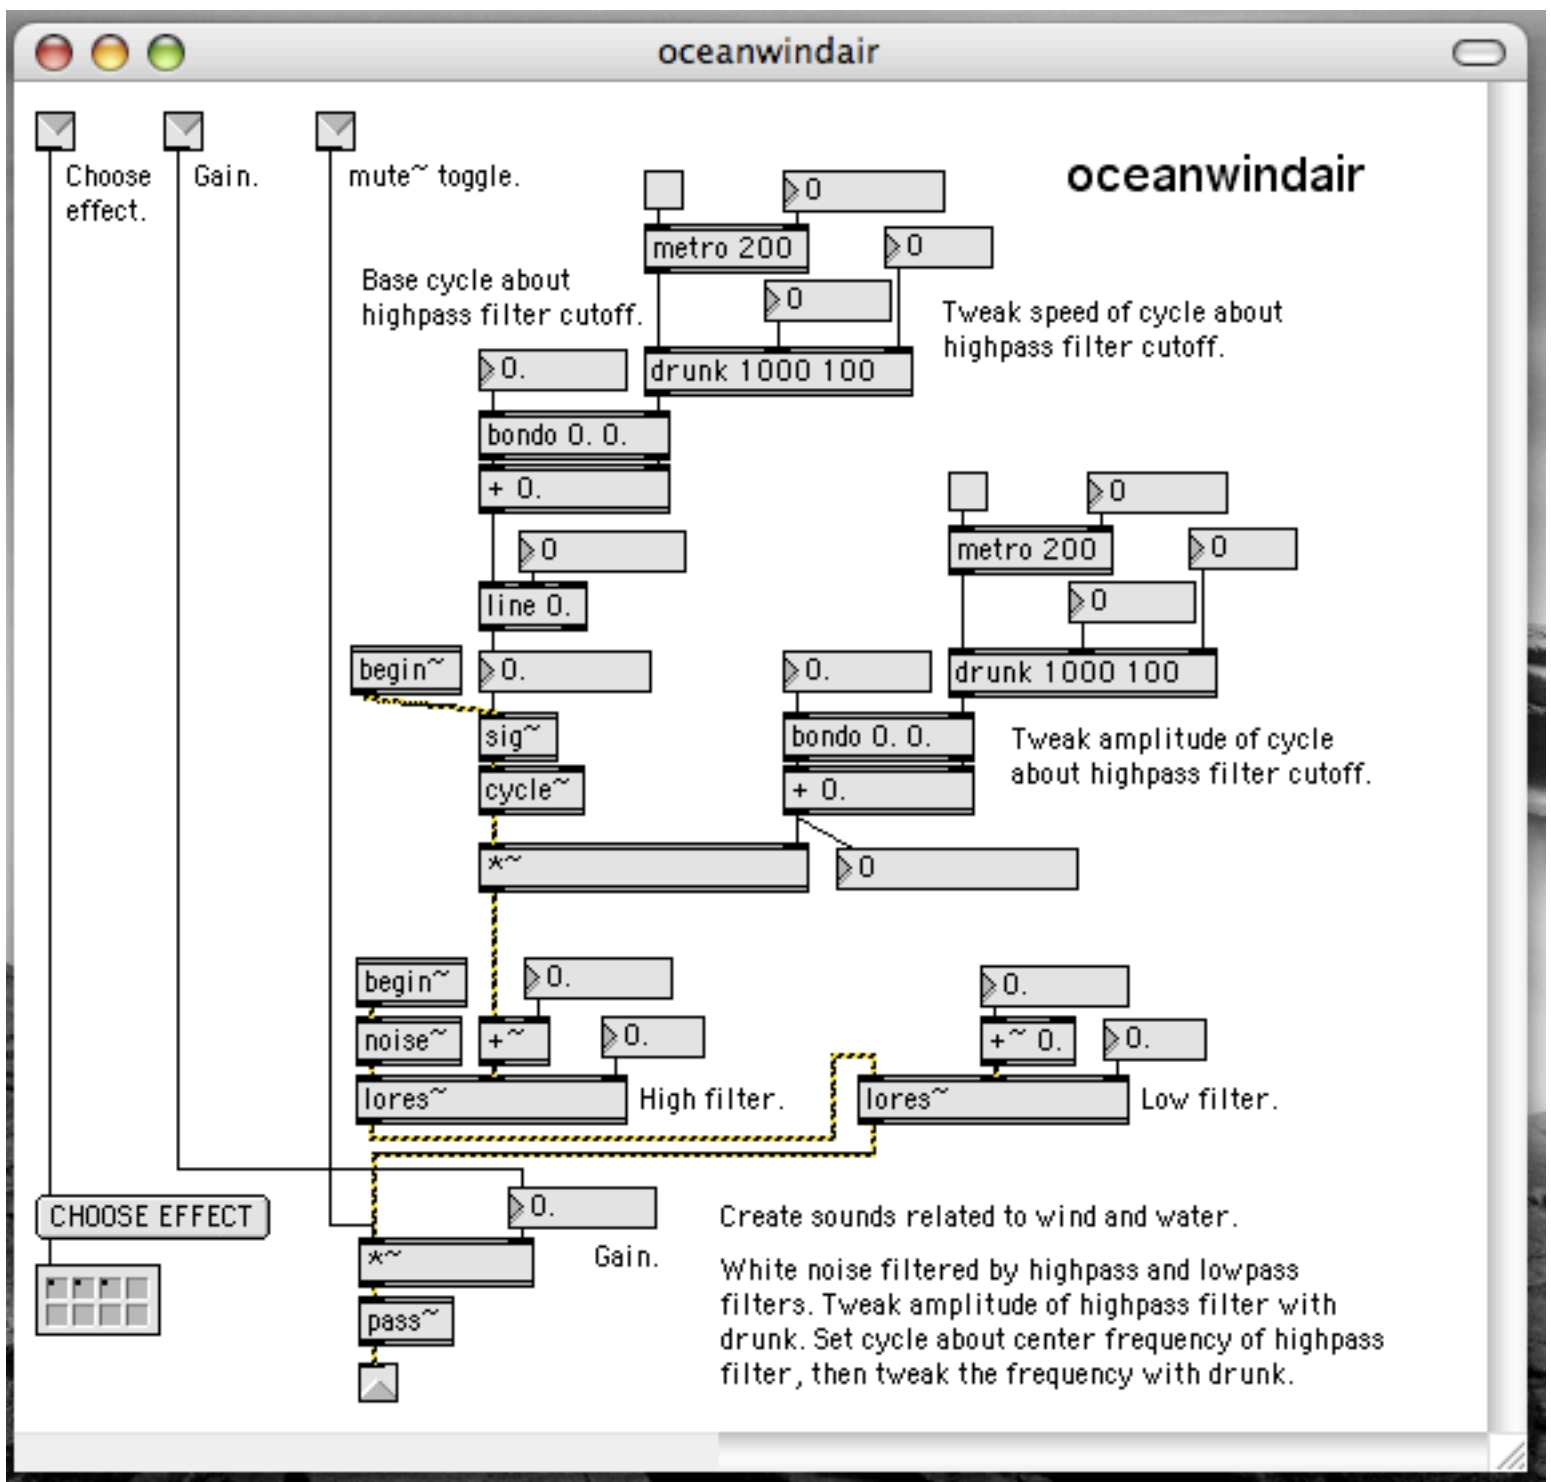 oceanwindair
Choose
effect.
Gain.
mute~ toggle.
oceanwindair
0
metro 200
0
Base cycle about
highpass filter cutoff.
0
Tweak speed of cycle about
highpass filter cutoff.
0.
drunk 1000 100
bondo 0. 0.
+ 0.
0
0
metro 200
0
line 0.
0
begin~
0.
0.
drunk 1000 100
sig~
bondo 0. 0.
Tweak amplitude of cycle
about highpass filter cutoff.
cycle~
+ 0.
*~
0
begin~
0.
0.
noise~
+~
0.
+~ 0.
0.
lores~
High filter.
lores~
Low filter.
CHOOSE EFFECT
0.
Gain.
*~
pass~
Create sounds related to wind and water.
White noise filtered by highpass and lowpass
filters. Tweak amplitude of highpass filter with
drunk. Set cycle about center frequency of highpass
filter, then tweak the frequency with drunk.